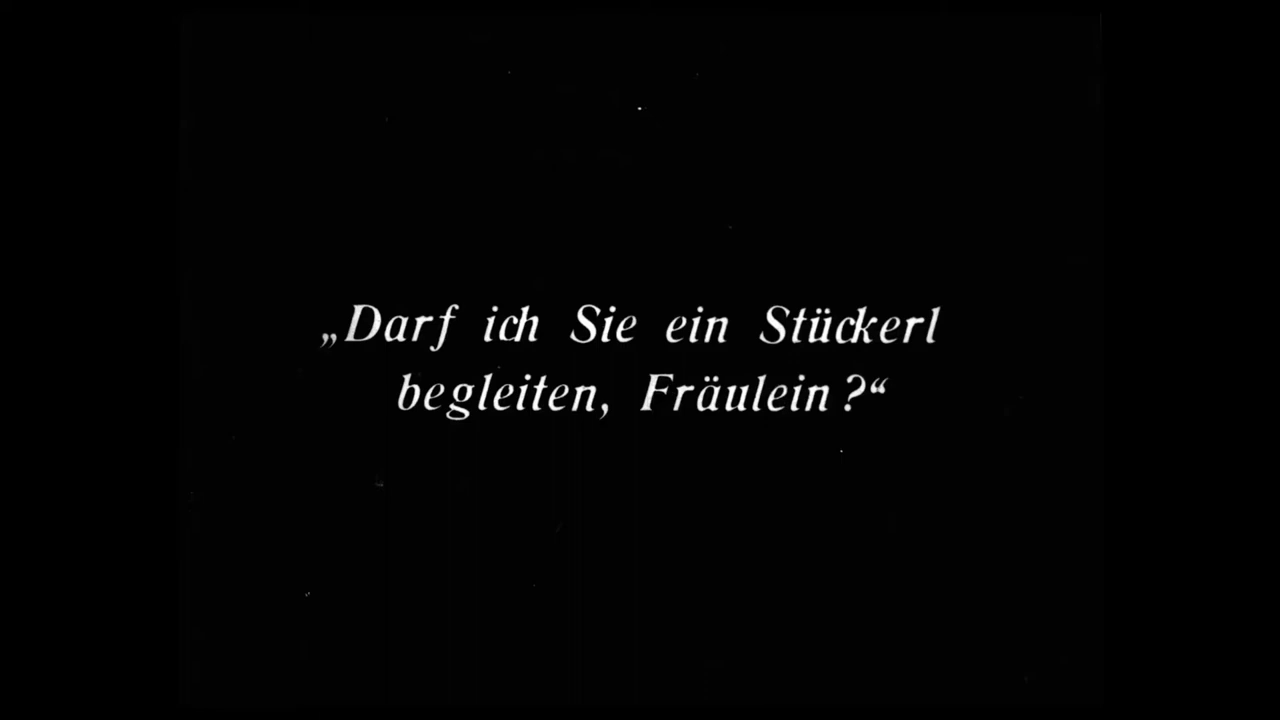 „Darf ich Sie ein Stückerl
begleiten, Fräulein?“